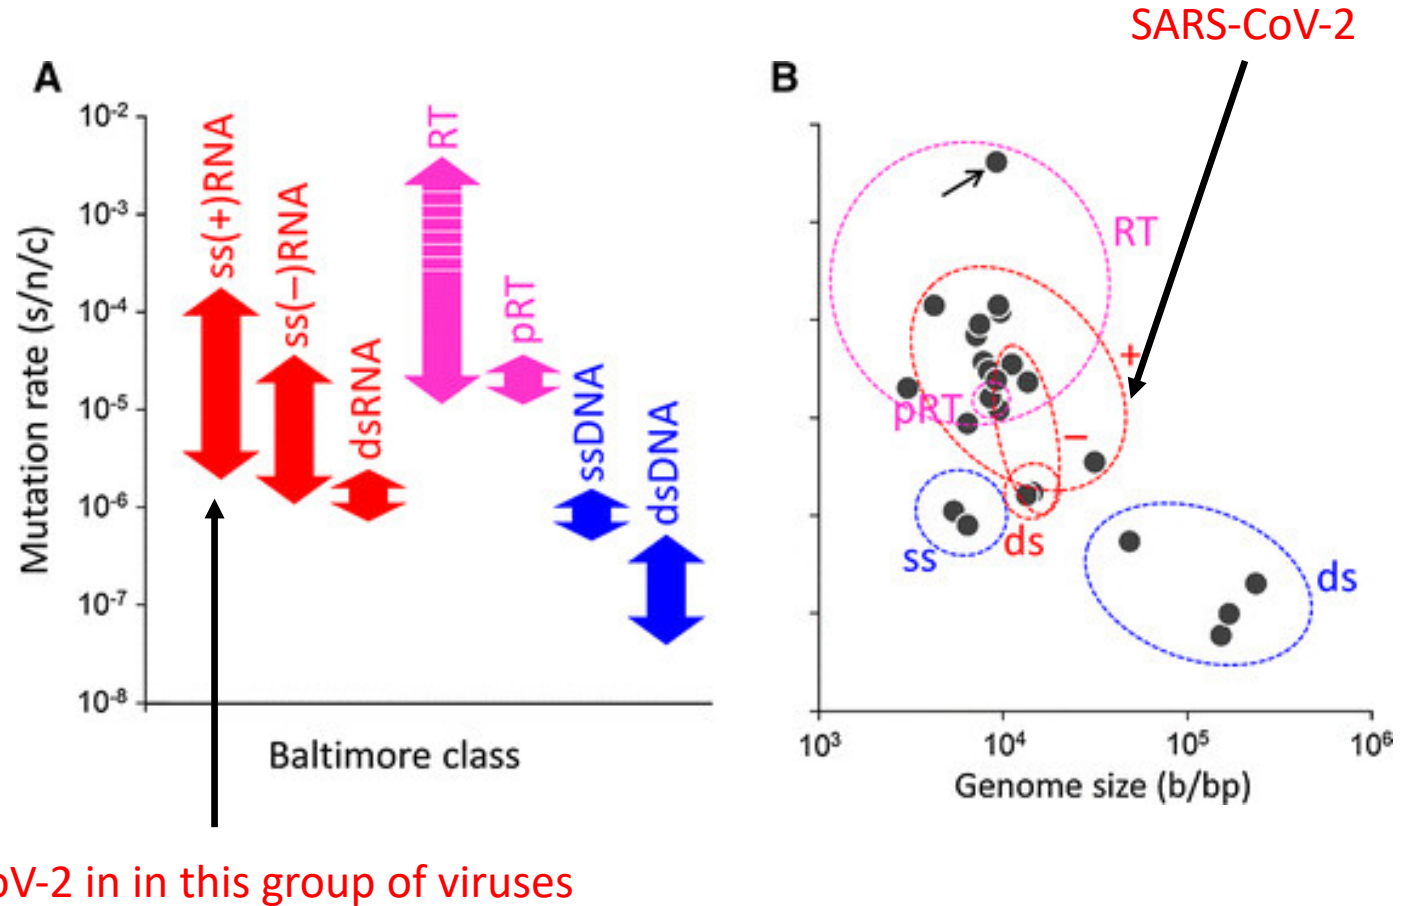 SARS-CoV-2
A
B
Mutation rate (s/n/c)
10-2
10-3
10-4
10-5
10-6
10-7
10-8
ss(+)RNA
ss(−)RNA
dsRNA
RT
pRT
ssDNA
dsDNA
Baltimore class
RT
+
pRT
−
ss
ds
ds
10³
10⁴
10⁵
10⁶
Genome size (b/bp)
oV-2 in in this group of viruses